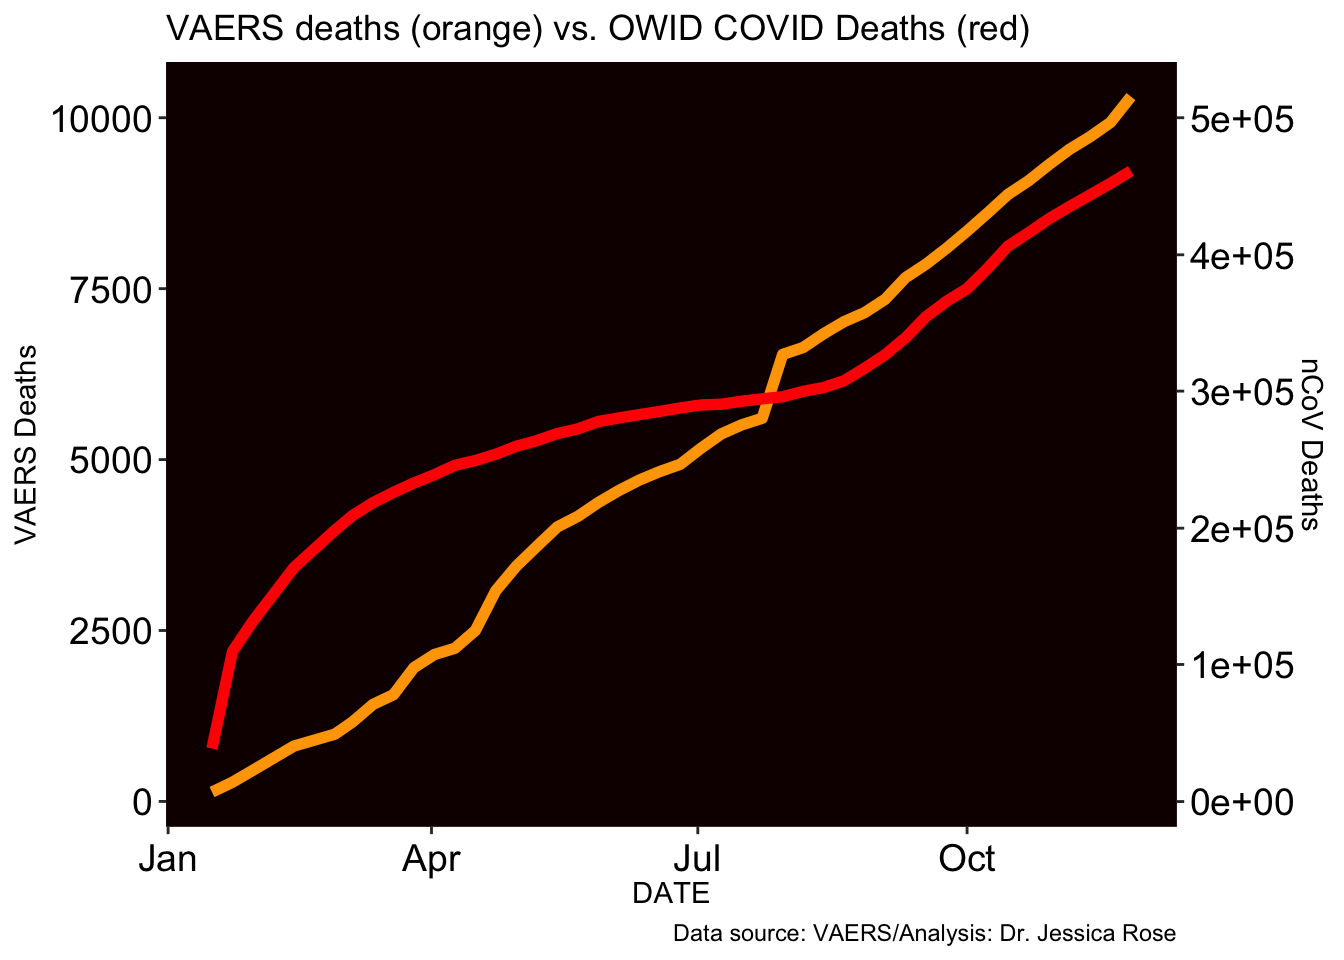 VAERS deaths (orange) vs. OWID COVID Deaths (red)
10000
7500
5000
2500
0
VAERS Deaths
5e+05
4e+05
3e+05
2e+05
1e+05
0e+00
nCoV Deaths
Jan Apr Jul Oct
DATE
Data source: VAERS/Analysis: Dr. Jessica Rose